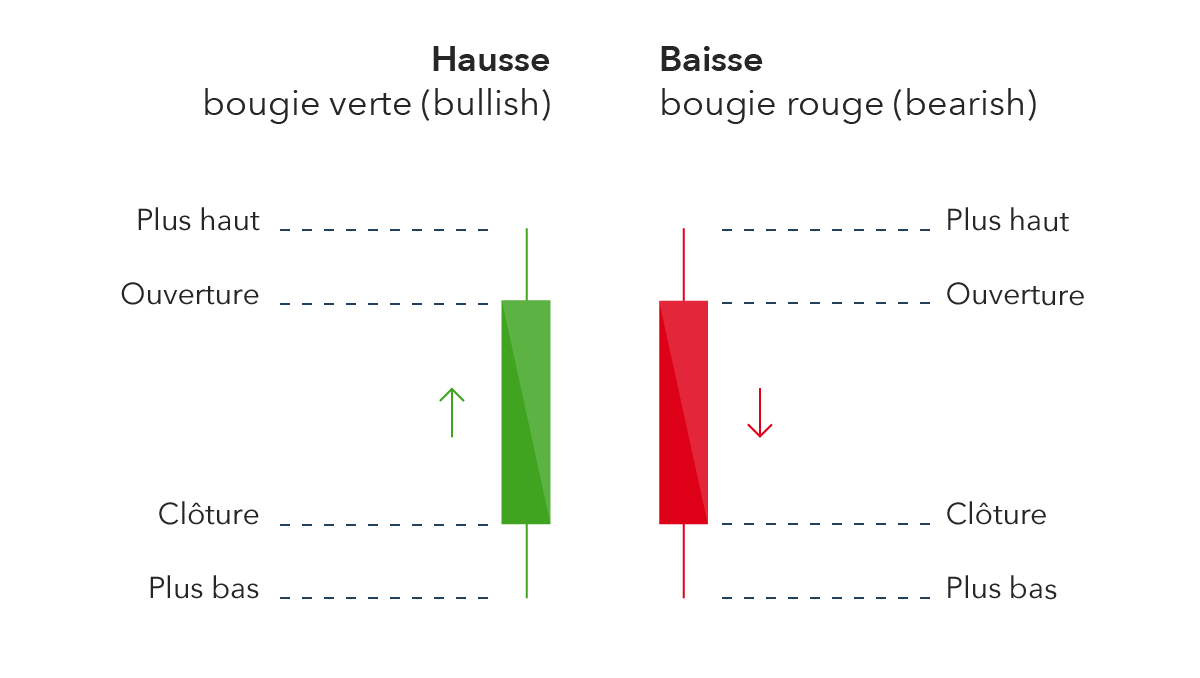 Hausse
bougie verte (bullish)
Baisse
bougie rouge (bearish)
Plus haut
Ouverture
Clôture
Plus bas
Plus haut
Ouverture
Clôture
Plus bas